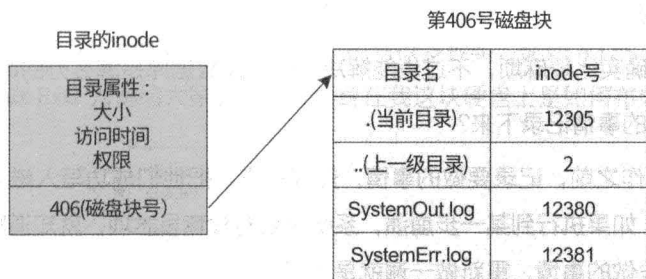 第406号磁盘块
目录的inode
目录属性：
大小
访问时间
权限
406(磁盘块号)
目录名 inode号
.(当前目录) 12305
..(上一级目录) 2
SystemOut.log 12380
SystemErr.log 12381